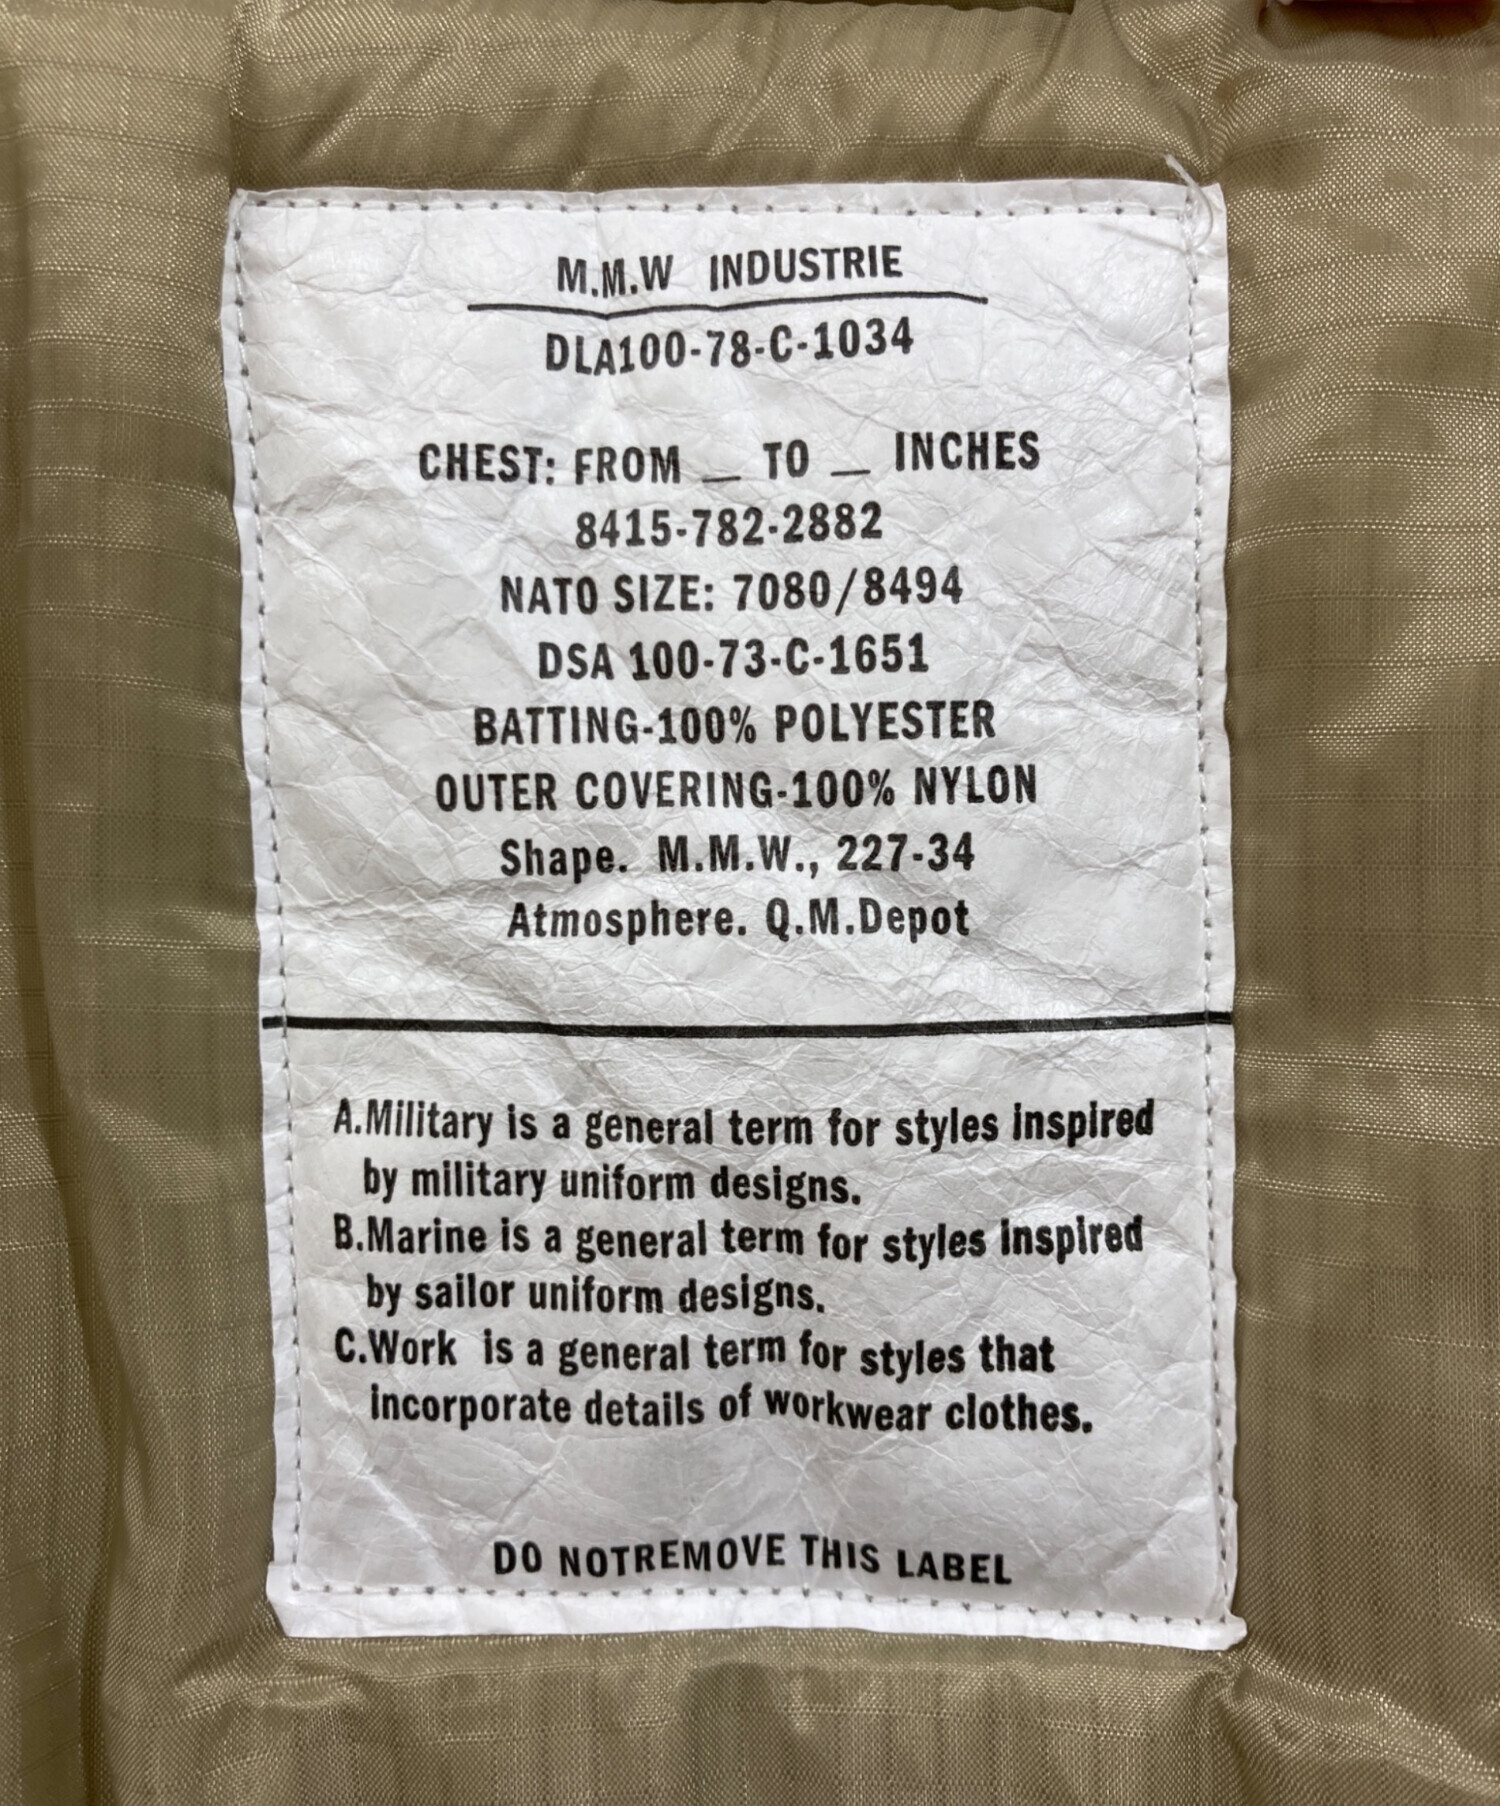 M.M.W INDUSTRIE
DLA100-78-C-1034
CHEST: FROM _ TO _ INCHES
8415-782-2882
NATO SIZE: 7080/8494
DSA 100-73-C-1651
BATTING-100% POLYESTER
OUTER COVERING-100% NYLON
Shape. M.M.W., 227-34
Atmosphere. Q.M.Depot
A.Military is a general term for styles inspired
by military uniform designs.
B.Marine is a general term for styles inspired
by sailor uniform designs.
C.Work is a general term for styles that
incorporate details of workwear clothes.
DO NOTREMOVE THIS LABEL